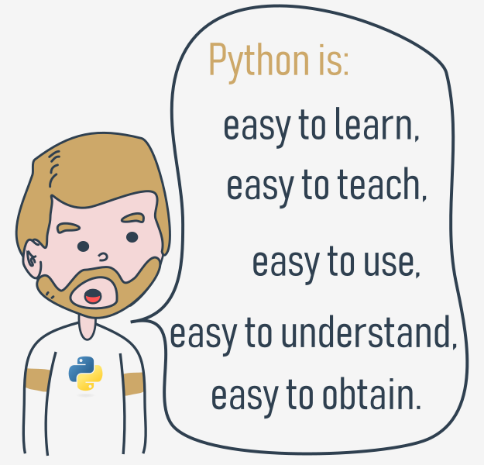 Python is:
easy to learn,
easy to teach,
easy to use,
easy to understand,
easy to obtain.